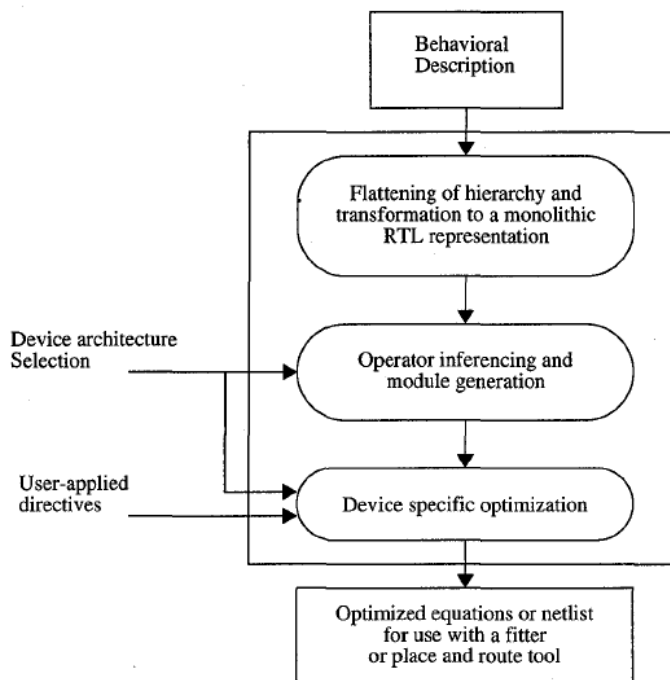 Behavioral
Description
Flattening of hierarchy and
transformation to a monolithic
RTL representation
Device architecture
Selection
Operator inferencing and
module generation
User-applied
directives
Device specific optimization
Optimized equations or netlist
for use with a fitter
or place and route tool